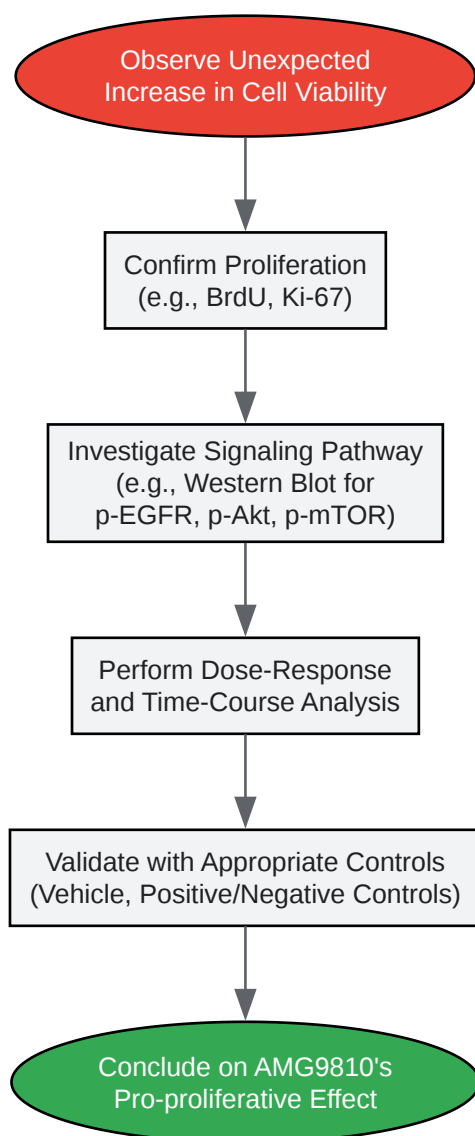 Observe Unexpected
Increase in Cell Viability
Confirm Proliferation
(e.g., BrdU, Ki-67)
Investigate Signaling Pathway
(e.g., Western Blot for
p-EGFR, p-Akt, p-mTOR)
Perform Dose-Response
and Time-Course Analysis
Validate with Appropriate Controls
(Vehicle, Positive/Negative Controls)
Conclude on AMG9810's
Pro-proliferative Effect